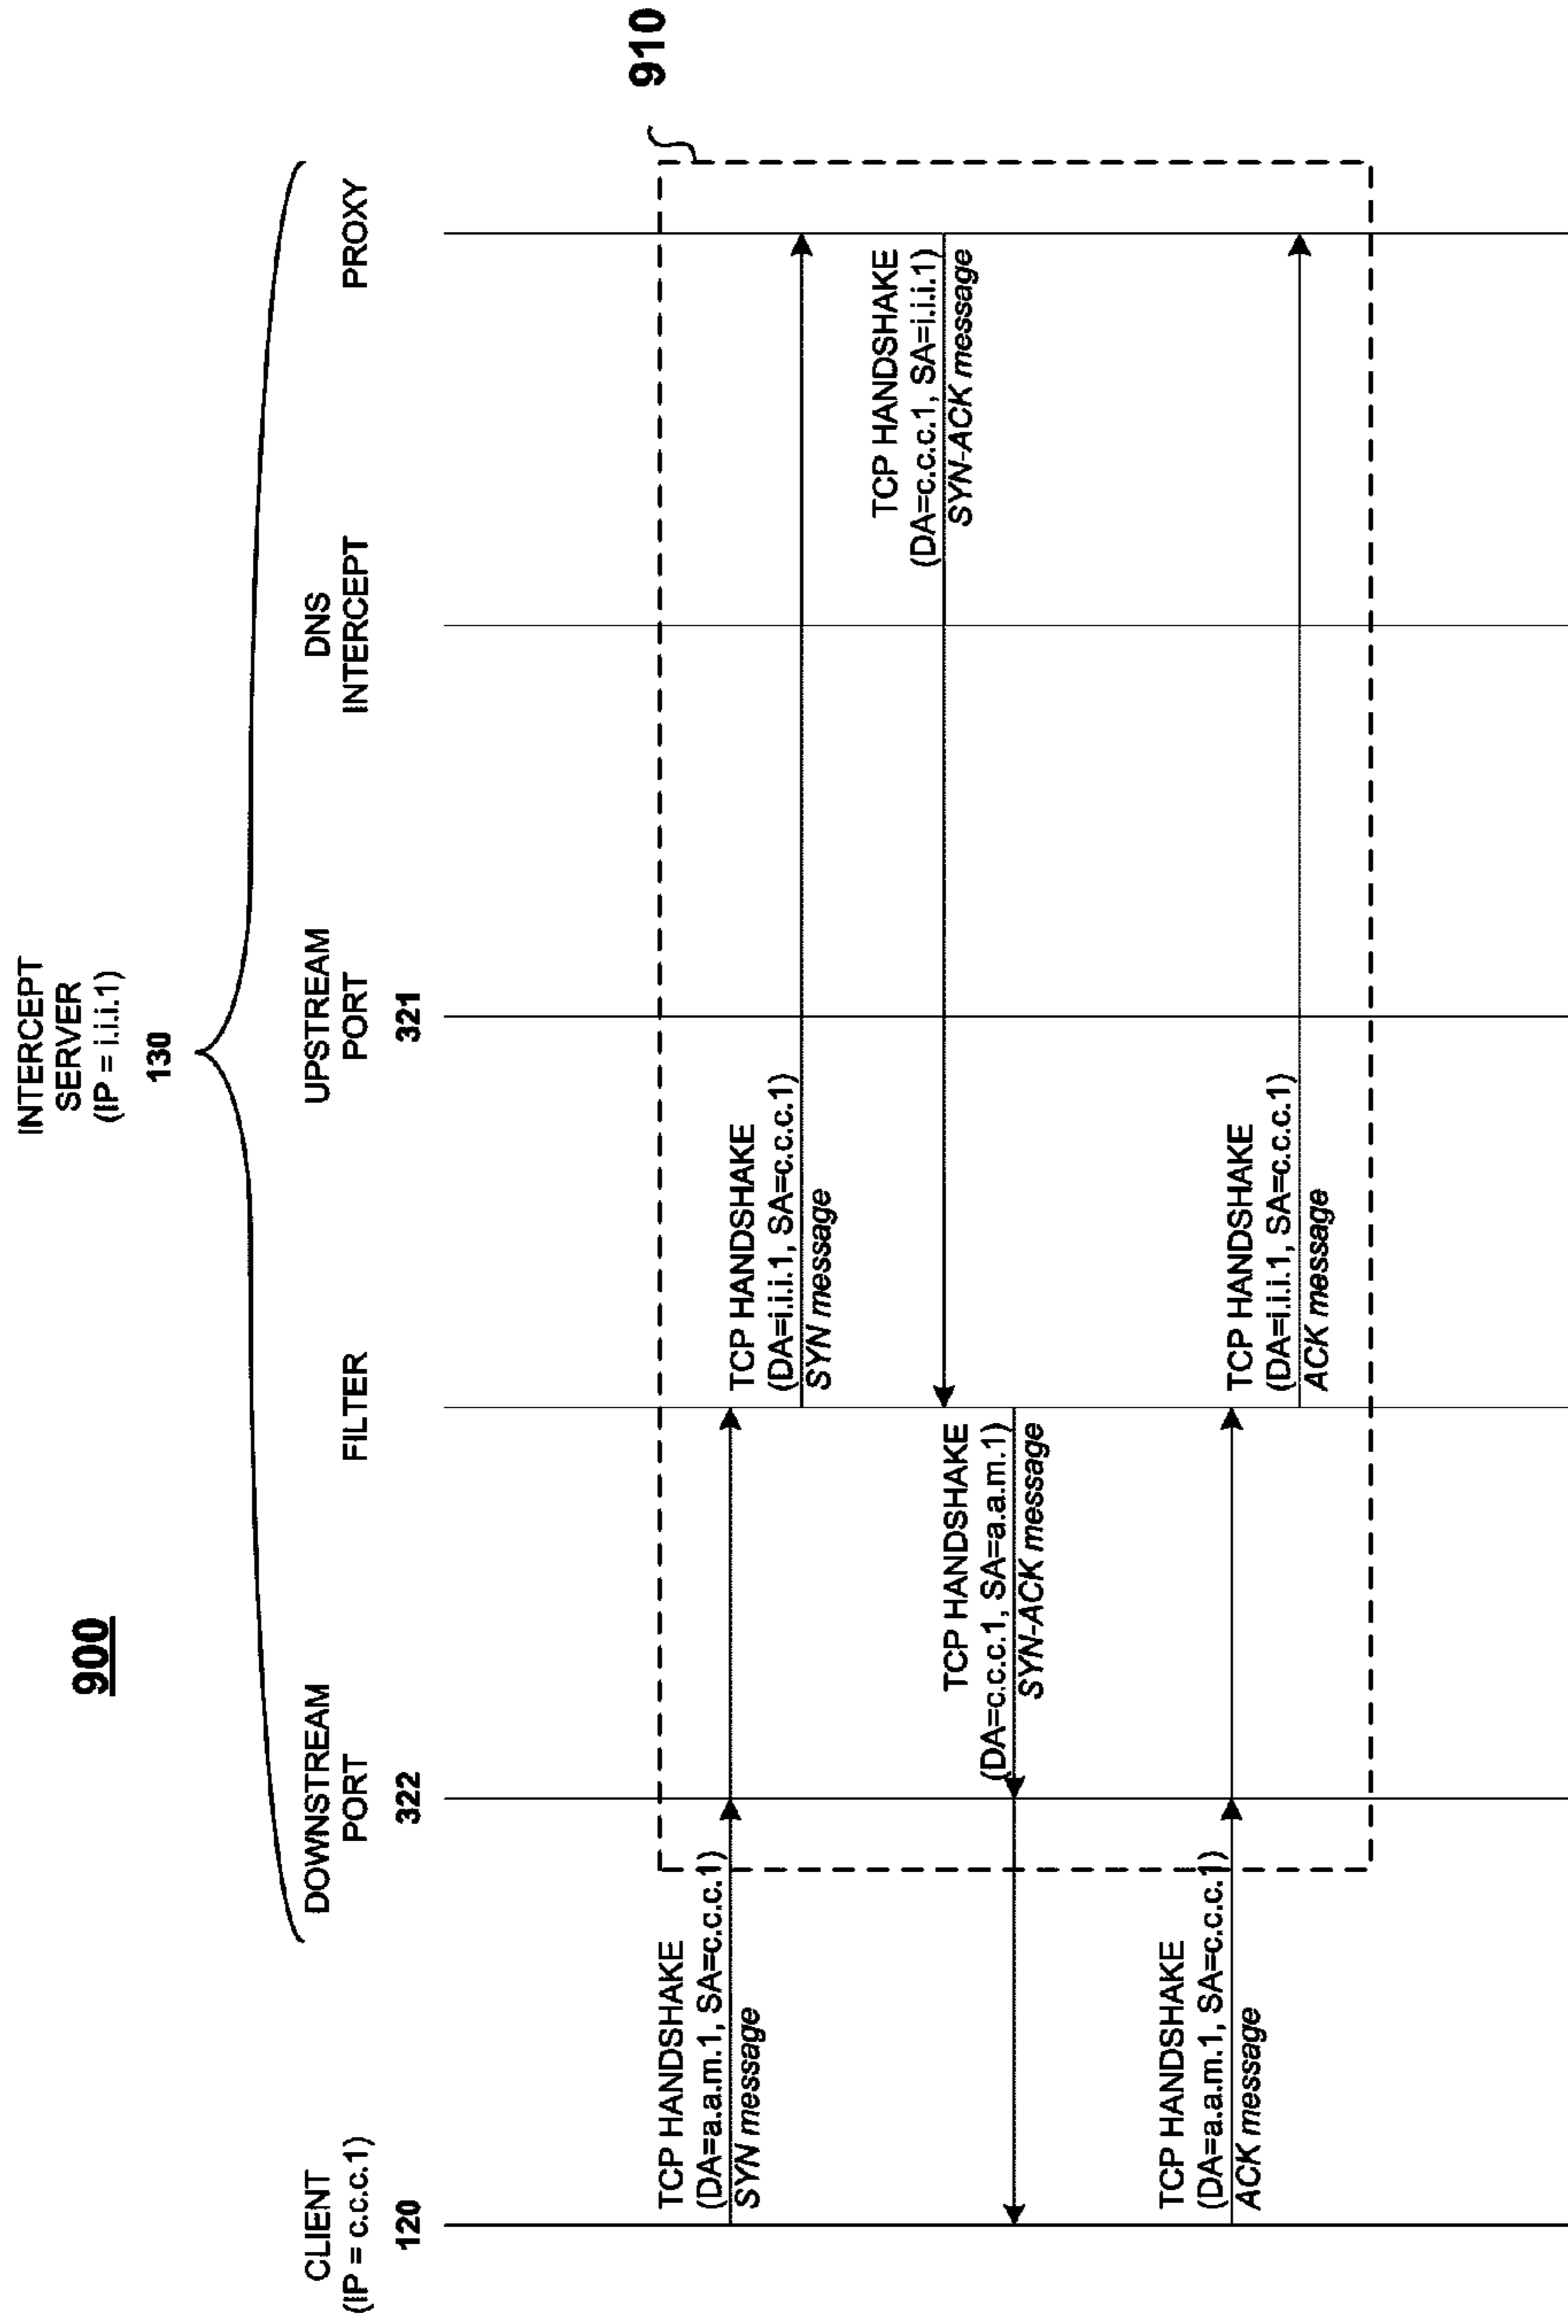 900
INTERCEPT
SERVER
(IP = i.i.i.1)
130
CLIENT
(IP = c.c.c.1)
120
DOWNSTREAM
PORT
322
FILTER
UPSTREAM
PORT
321
DNS
INTERCEPT
PROXY
910
TCP HANDSHAKE
(DA=a.a.m.1, SA=c.c.c.1)
SYN message
TCP HANDSHAKE
(DA=i.i.i.1, SA=c.c.c.1)
SYN message
TCP HANDSHAKE
(DA=c.c.c.1, SA=i.i.i.1)
SYN-ACK message
TCP HANDSHAKE
(DA=c.c.c.1, SA=a.a.m.1)
SYN-ACK message
TCP HANDSHAKE
(DA=a.a.m.1, SA=c.c.c.1)
ACK message
TCP HANDSHAKE
(DA=i.i.i.1, SA=c.c.c.1)
ACK message